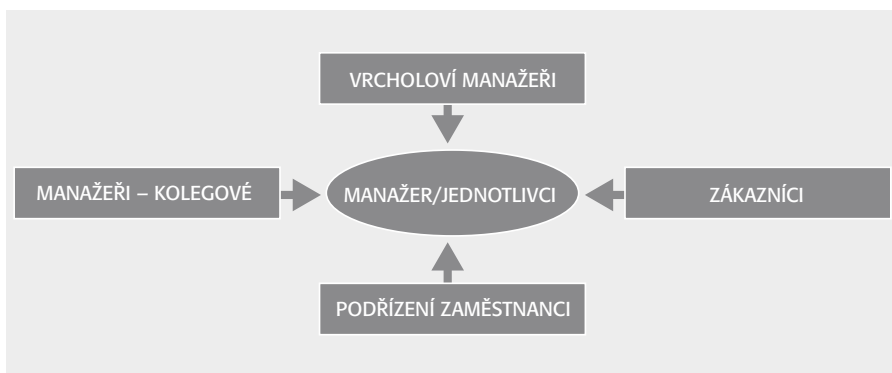 VRCHOLOVÍ MANAŽEŘI
MANAŽEŘI – KOLEGOVÉ
MANAŽER/JEDNOTLIVCI
ZÁKAZNÍCI
PODŘÍZENÍ ZAMĚSTNANCI